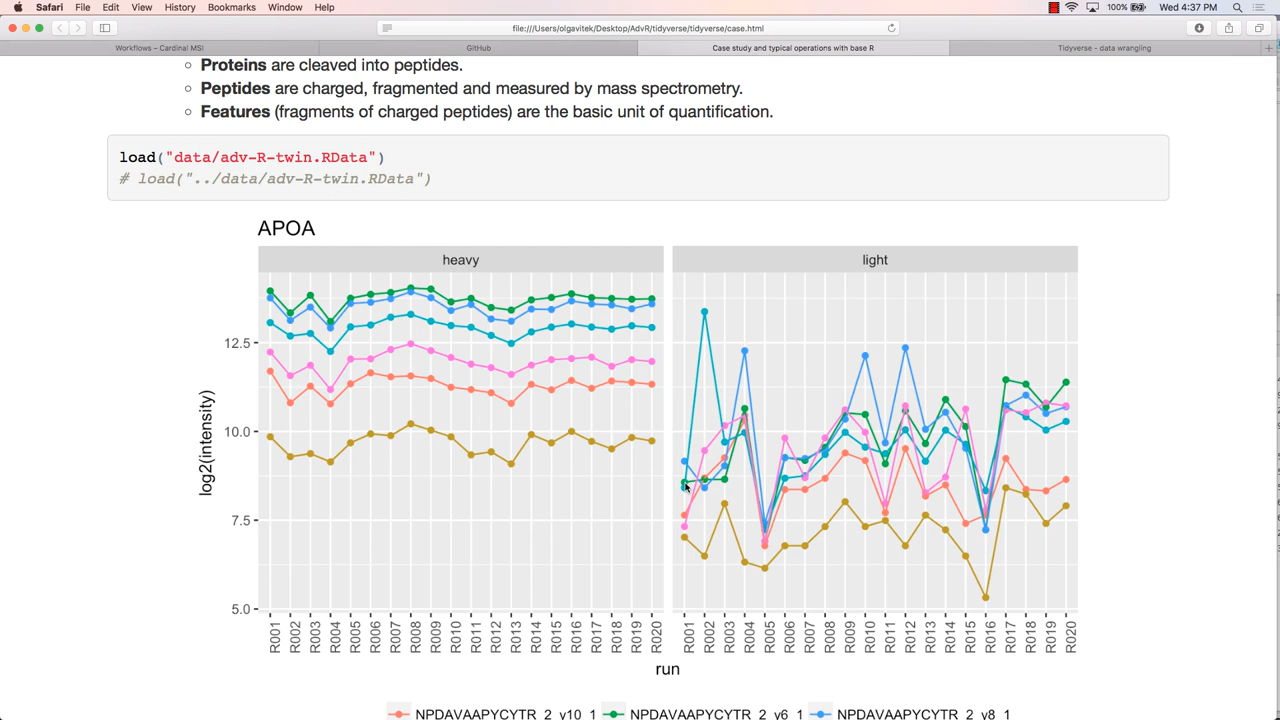 Safari File Edit View History Bookmarks Window Help 100% Wed 4:37 PM
file:///Users/olgavitek/Desktop/AdvR/tidyverse/tidyverse/case.html
Workflows – Cardinal MSI GitHub Case study and typical operations with base R Tidyverse - data wrangling
Proteins are cleaved into peptides.
Peptides are charged, fragmented and measured by mass spectrometry.
Features (fragments of charged peptides) are the basic unit of quantification.
load("data/adv-R-twin.RData")
# load("../data/adv-R-twin.RData")
APOA
heavy light
12.5
10.0
7.5
5.0
log2(intensity)
R001 R002 R003 R004 R005 R006 R007 R008 R009 R010 R011 R012 R013 R014 R015 R016 R017 R018 R019 R020 R001 R002 R003 R004 R005 R006 R007 R008 R009 R010 R011 R012 R013 R014 R015 R016 R017 R018 R019 R020
run
NPDAVAAPYCYTR_2_y10_1 NPDAVAAPYCYTR_2_y6_1 NPDAVAAPYCYTR_2_y8_1